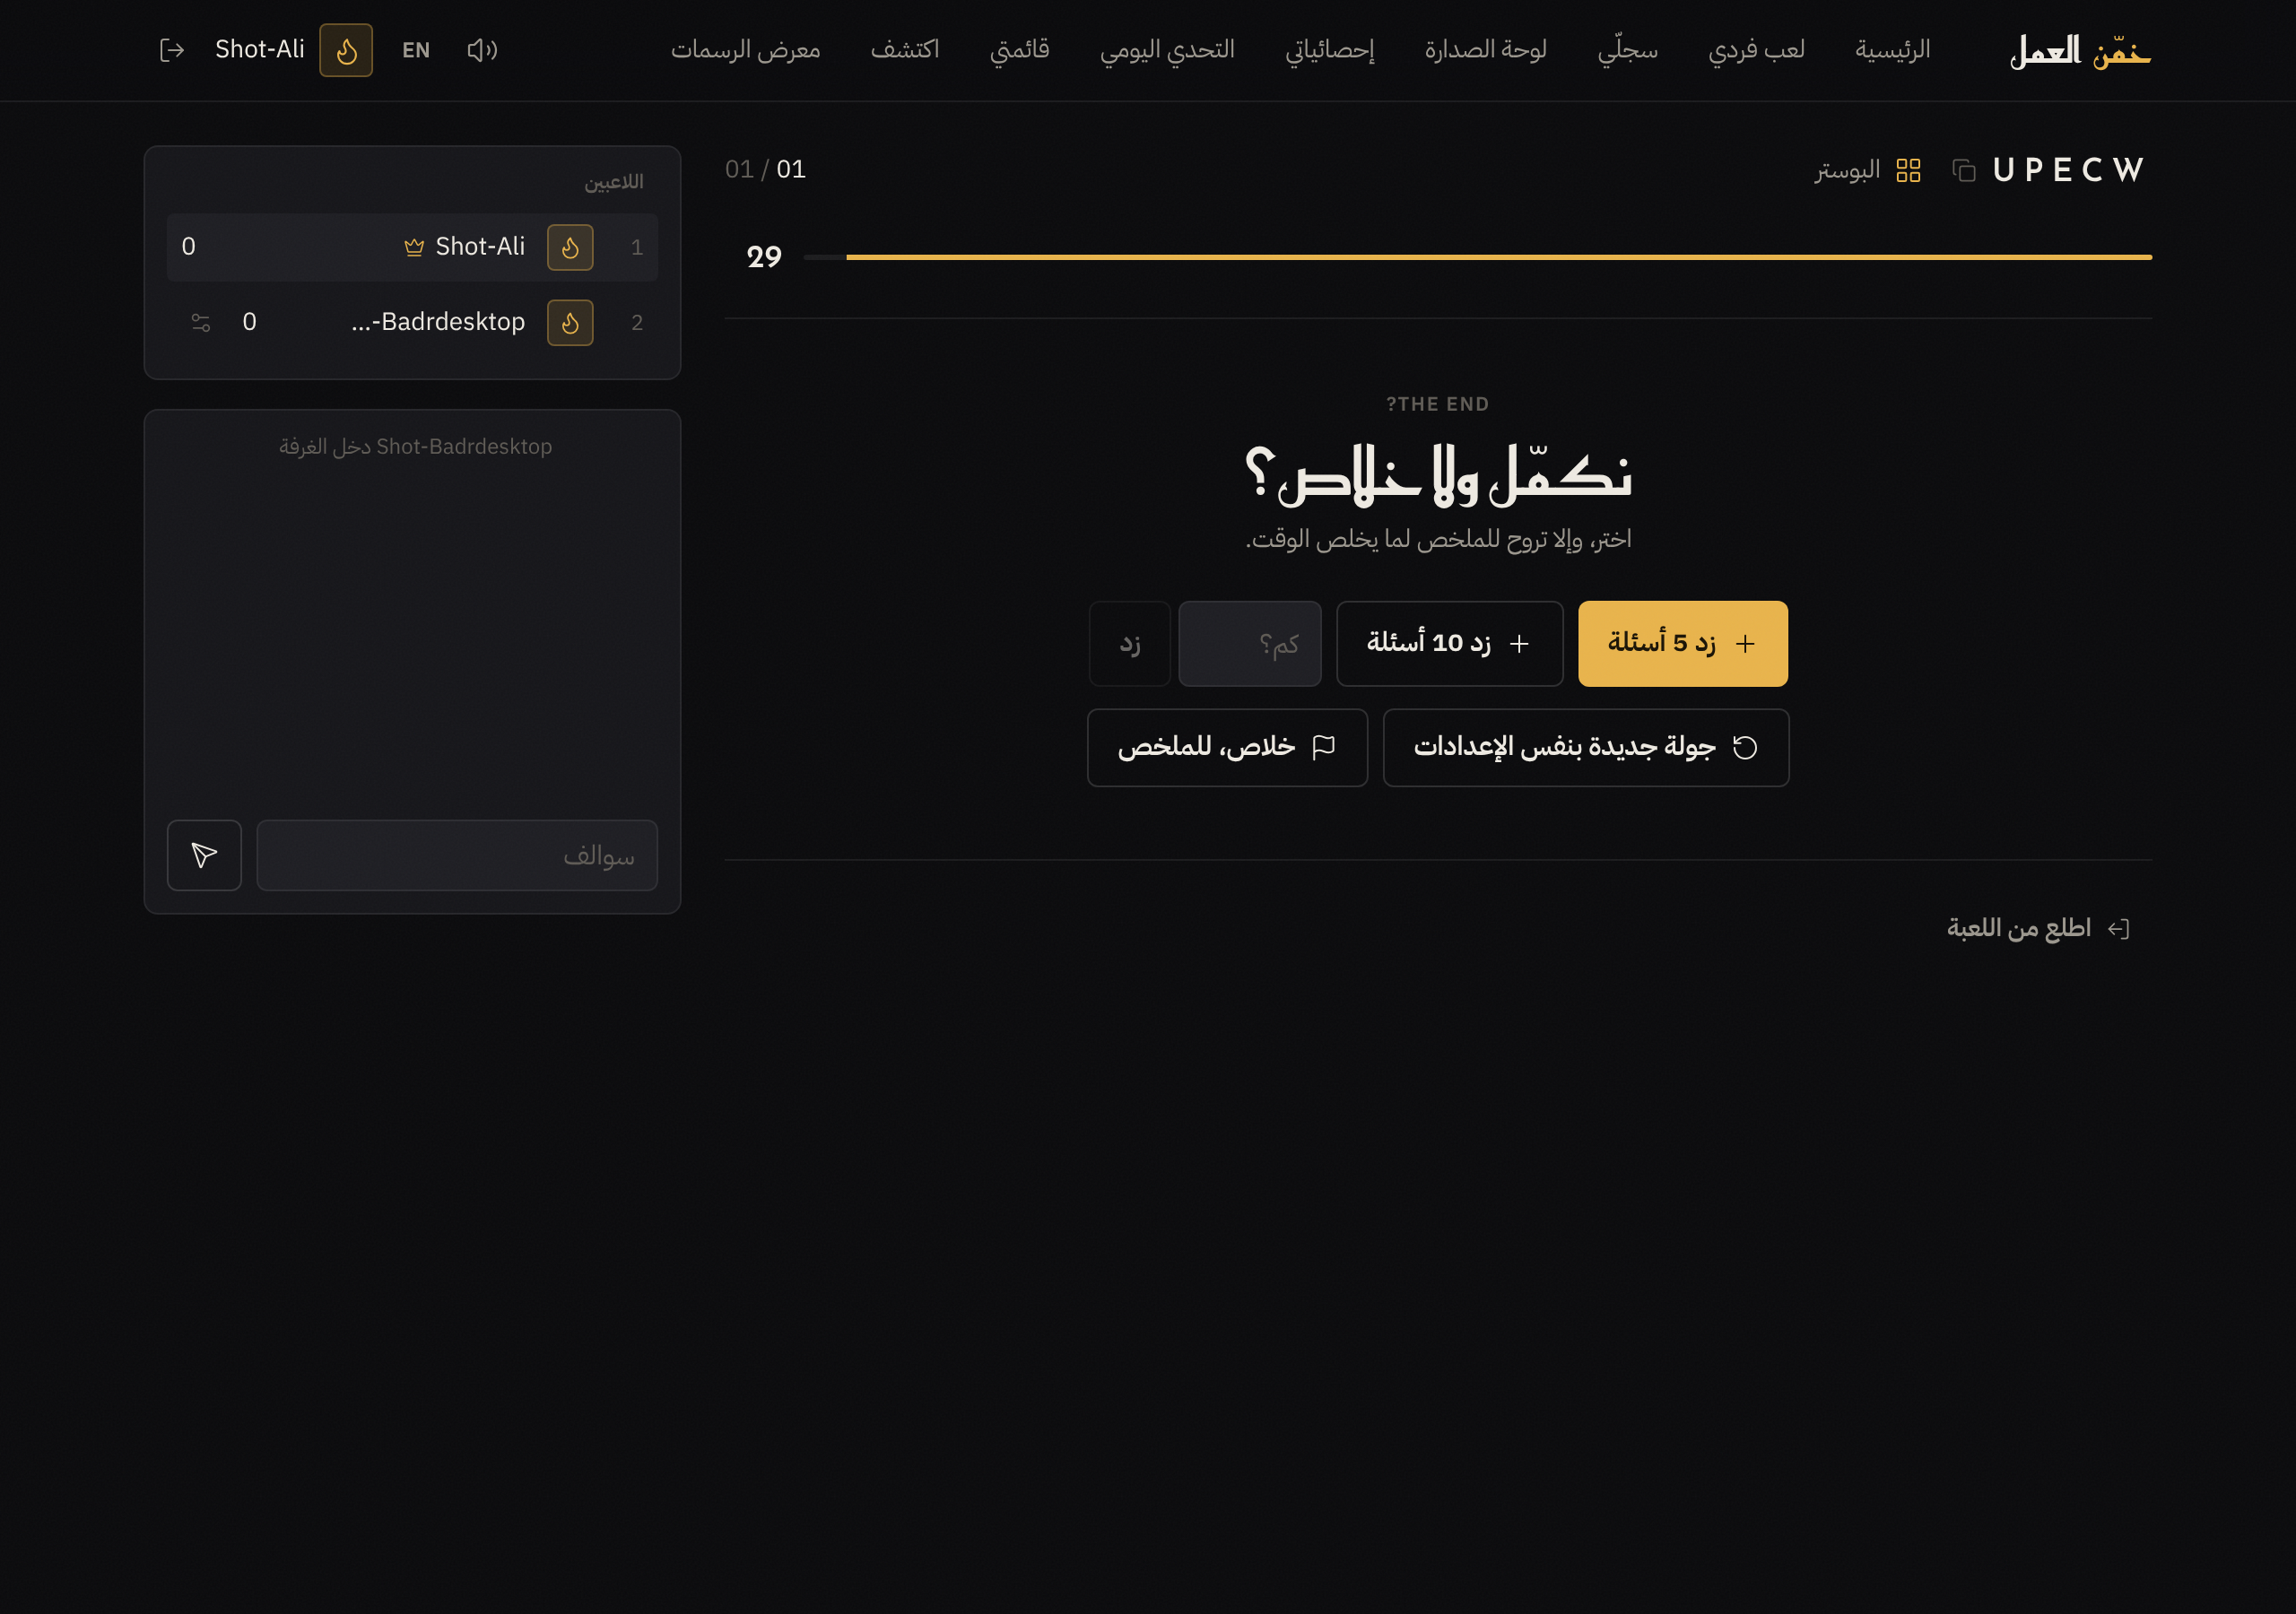 خمّن العمل
الرئيسية
لعب فردي
سجلّي
لوحة الصدارة
إحصائياتي
التحدي اليومي
قائمتي
اكتشف
معرض الرسمات
EN
Shot-Ali
UPECW
البوستر
01 / 01
29
?THE END
نكمّل ولا خلاص؟
اختر، وإلا تروح للملخص لما يخلص الوقت.
زد 5 أسئلة
زد 10 أسئلة
كم؟
زد
جولة جديدة بنفس الإعدادات
خلاص، للملخص
اطلع من اللعبة
اللاعبين
1 Shot-Ali 0
2 ...-Badrdesktop 0
Shot-Badrdesktop دخل الغرفة
سوالف